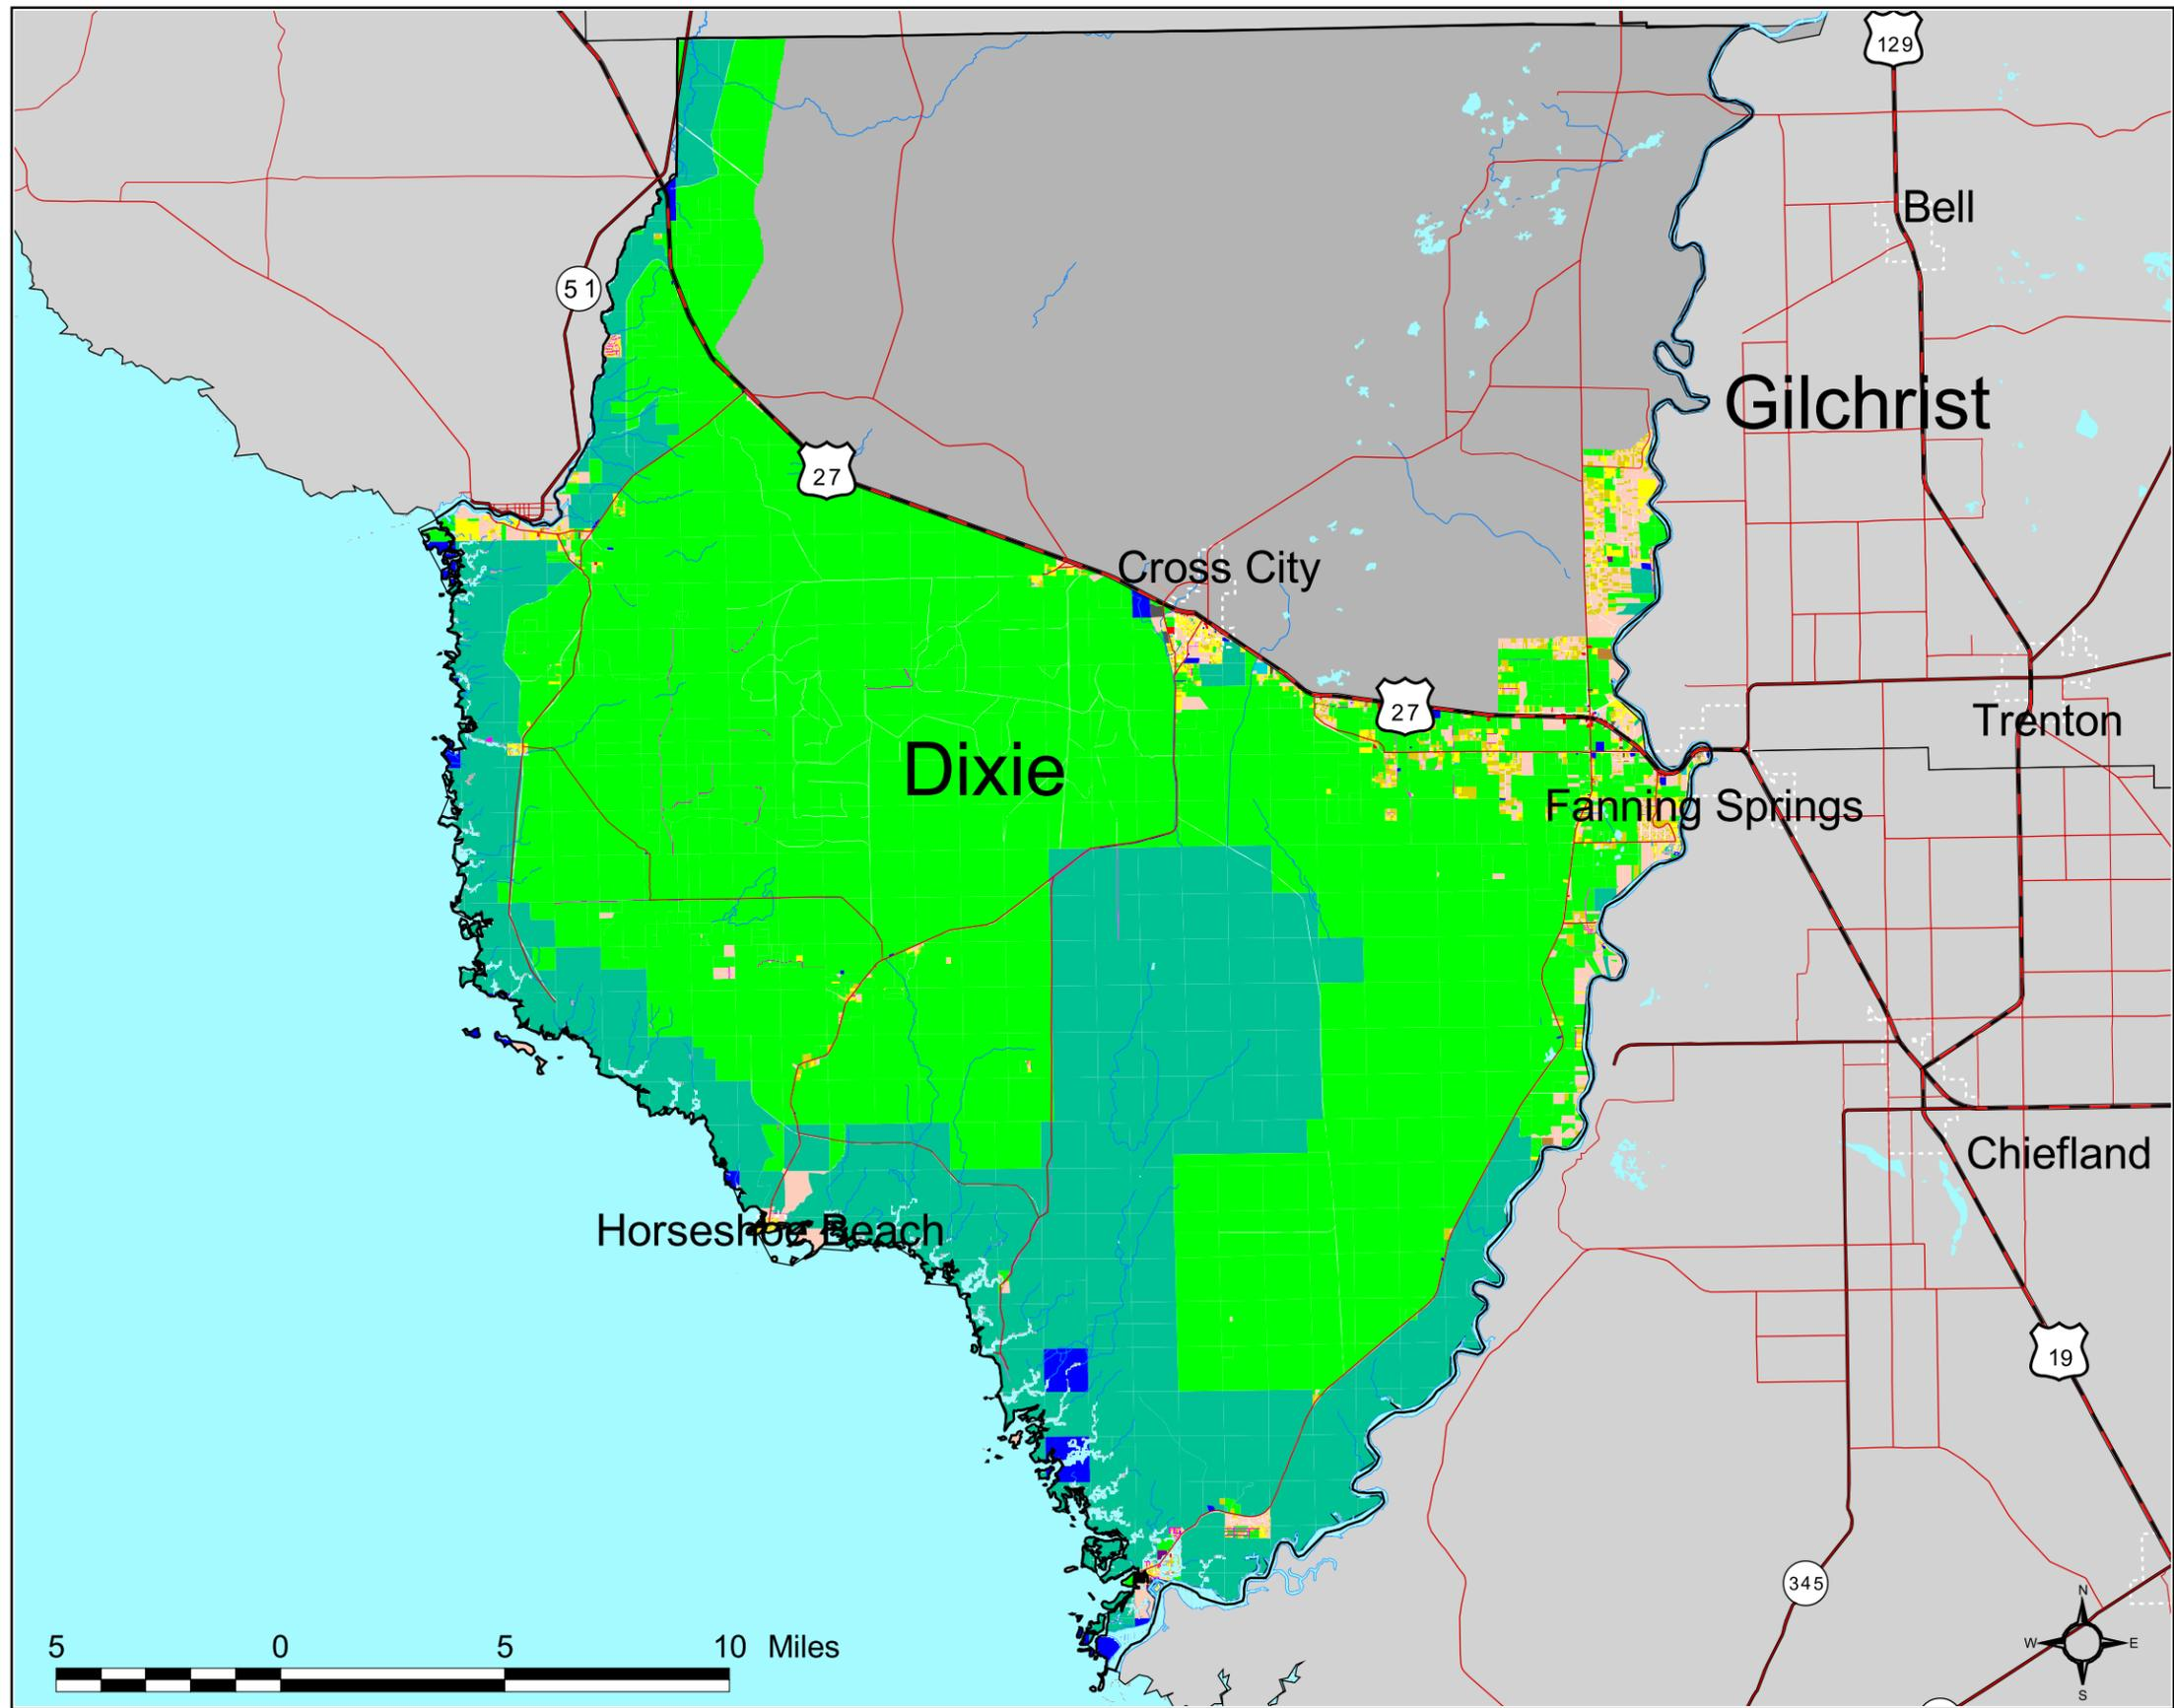 129
Bell
51
Gilchrist
27
Cross City
27
Trenton
Dixie
Fanning Springs
Chiefland
Horseshoe Beach
19
345
N
W E
S
5 0 5 10 Miles